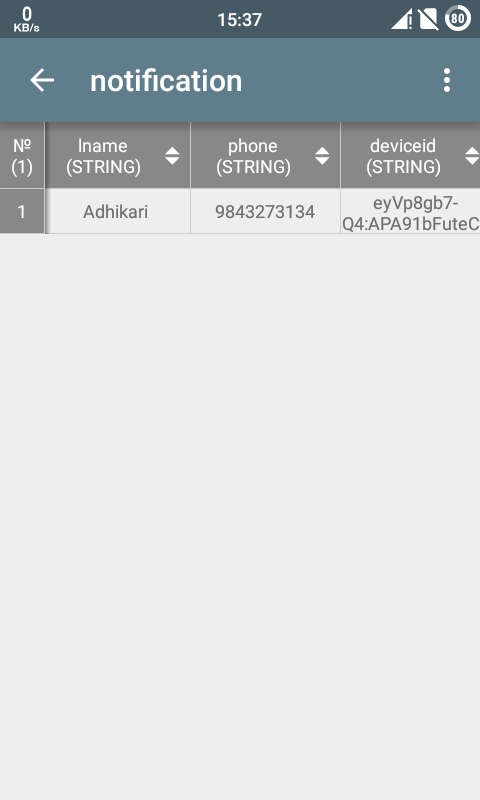 0
KB/s
15:37
80
notification
№
(1)
lname
(STRING)
phone
(STRING)
deviceid
(STRING)
1
Adhikari
9843273134
eyVp8gb7-
Q4:APA91bFuteC